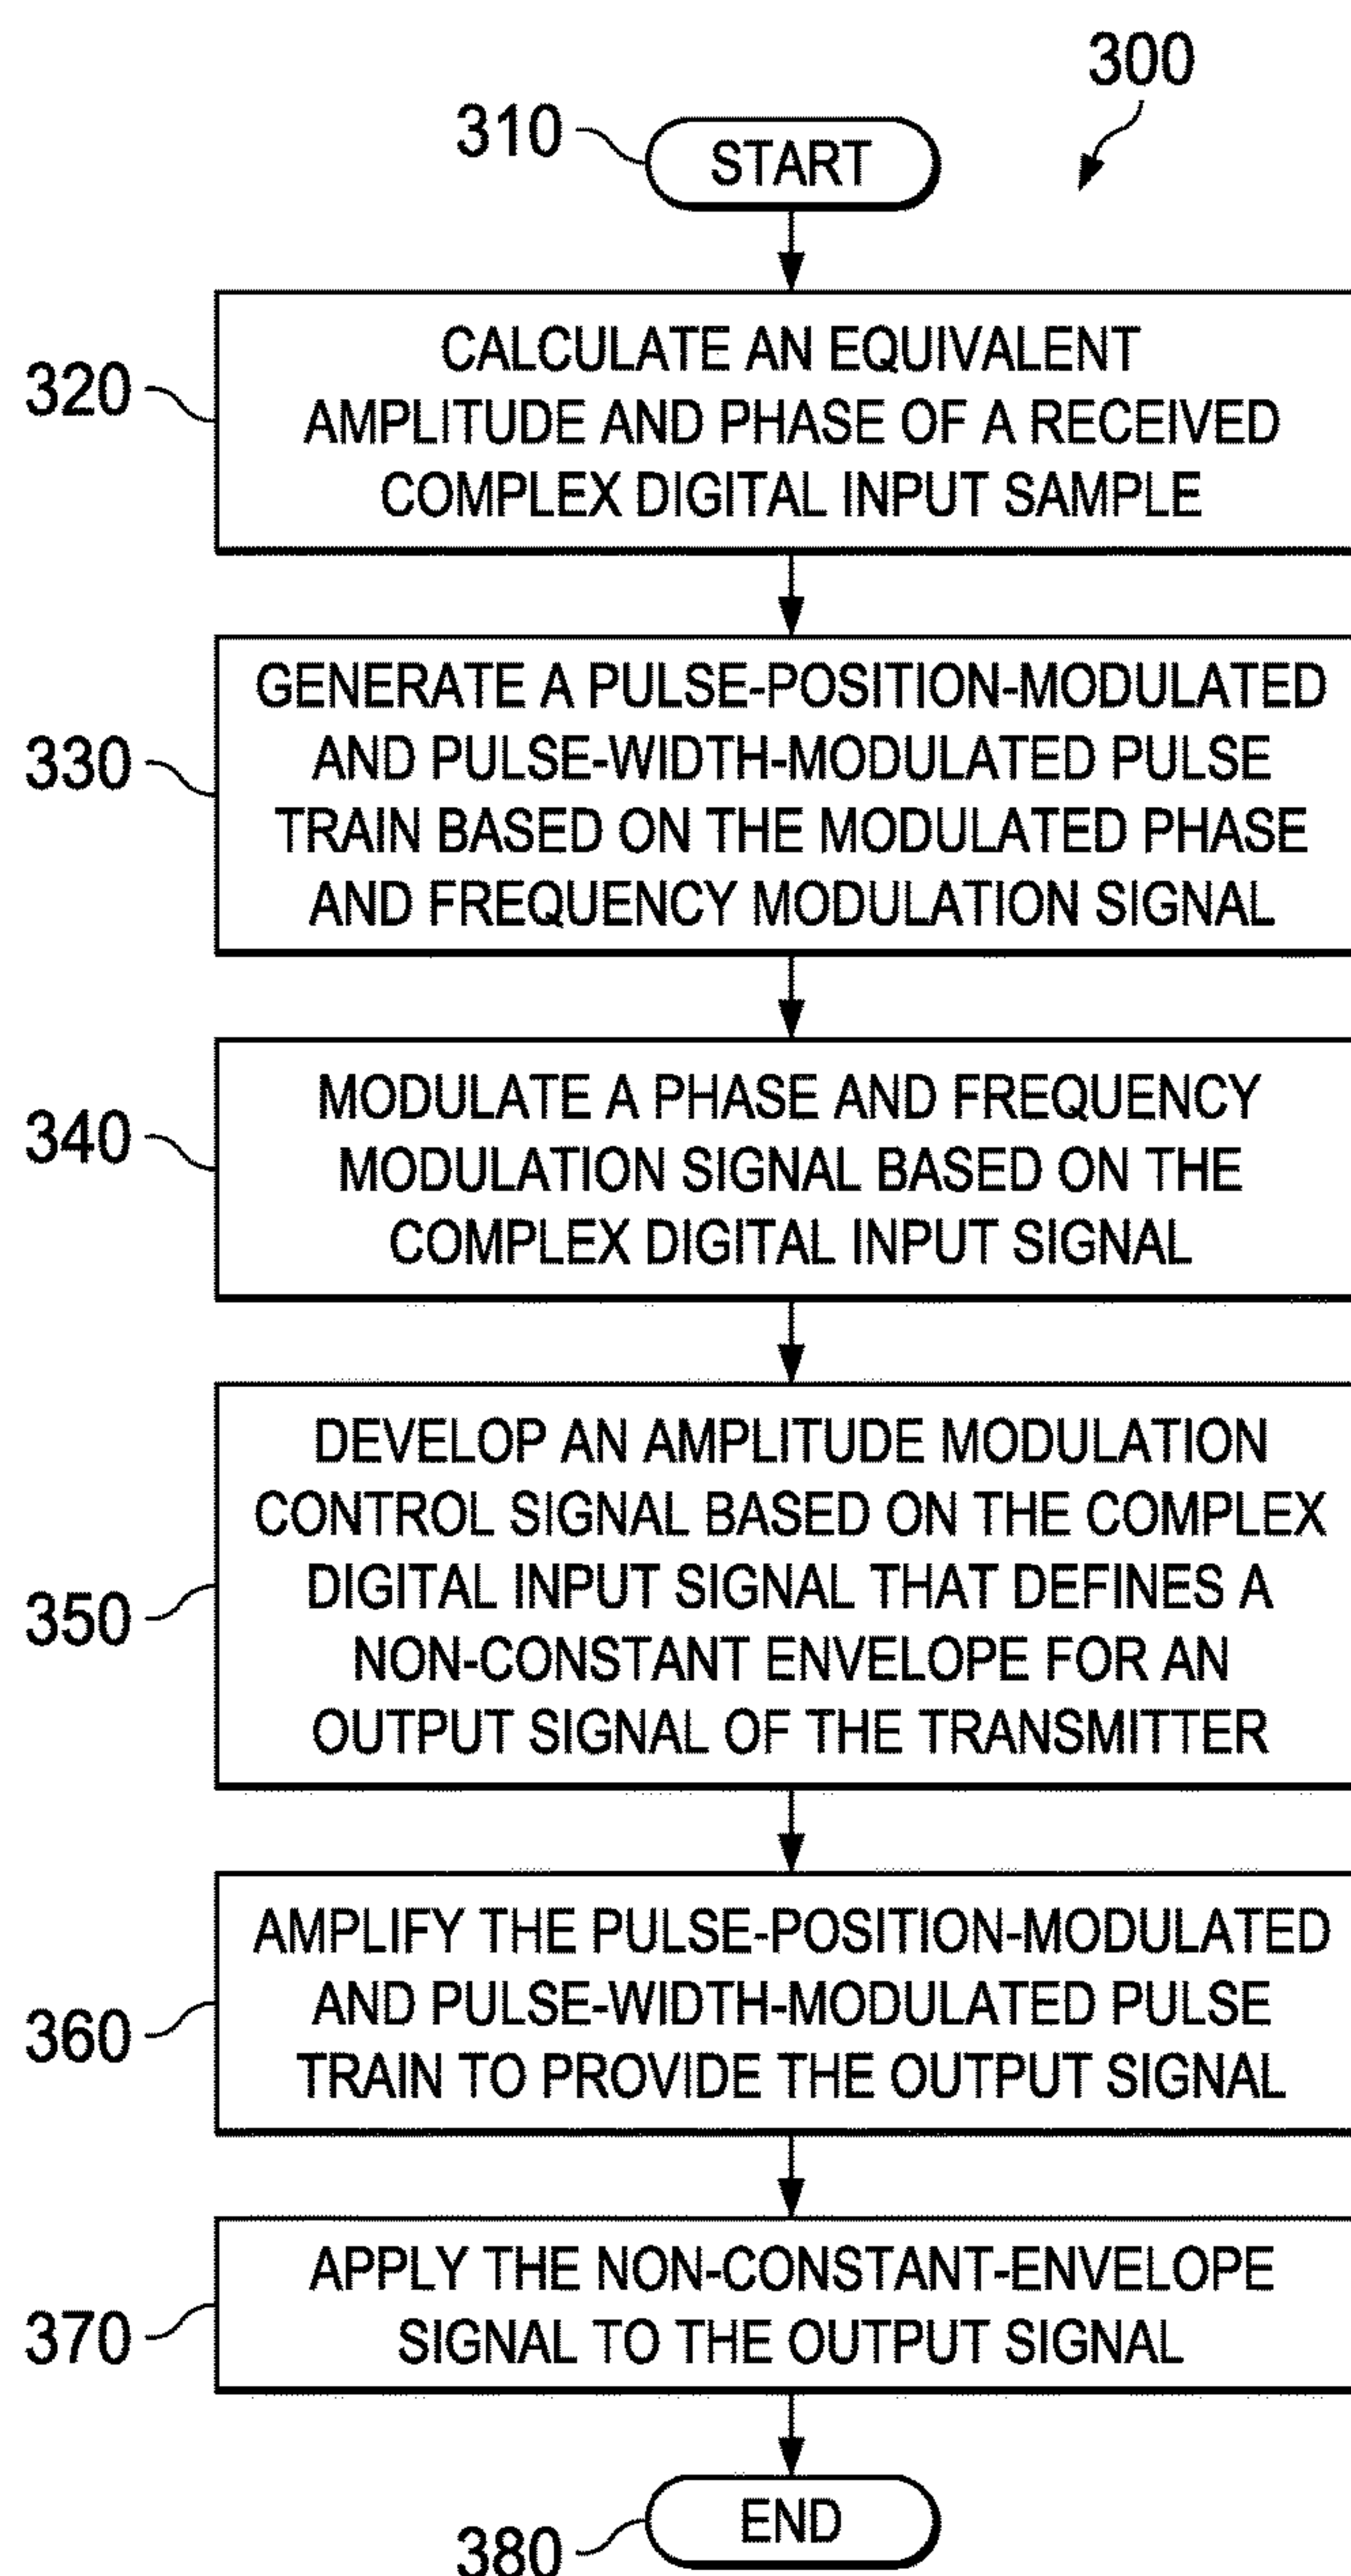 300
310
START
320
CALCULATE AN EQUIVALENT
AMPLITUDE AND PHASE OF A RECEIVED
COMPLEX DIGITAL INPUT SAMPLE
330
GENERATE A PULSE-POSITION-MODULATED
AND PULSE-WIDTH-MODULATED PULSE
TRAIN BASED ON THE MODULATED PHASE
AND FREQUENCY MODULATION SIGNAL
340
MODULATE A PHASE AND FREQUENCY
MODULATION SIGNAL BASED ON THE
COMPLEX DIGITAL INPUT SIGNAL
350
DEVELOP AN AMPLITUDE MODULATION
CONTROL SIGNAL BASED ON THE COMPLEX
DIGITAL INPUT SIGNAL THAT DEFINES A
NON-CONSTANT ENVELOPE FOR AN
OUTPUT SIGNAL OF THE TRANSMITTER
360
AMPLIFY THE PULSE-POSITION-MODULATED
AND PULSE-WIDTH-MODULATED PULSE
TRAIN TO PROVIDE THE OUTPUT SIGNAL
370
APPLY THE NON-CONSTANT-ENVELOPE
SIGNAL TO THE OUTPUT SIGNAL
380
END